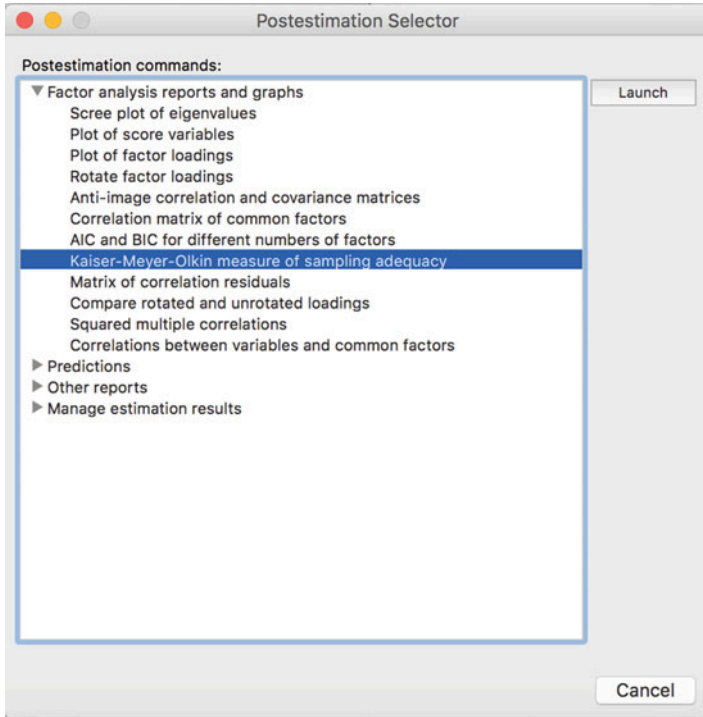 Postestimation Selector
Postestimation commands:
Factor analysis reports and graphs
Launch
Scree plot of eigenvalues
Plot of score variables
Plot of factor loadings
Rotate factor loadings
Anti-image correlation and covariance matrices
Correlation matrix of common factors
AIC and BIC for different numbers of factors
Kaiser-Meyer-Olkin measure of sampling adequacy
Matrix of correlation residuals
Compare rotated and unrotated loadings
Squared multiple correlations
Correlations between variables and common factors
Predictions
Other reports
Manage estimation results
Cancel